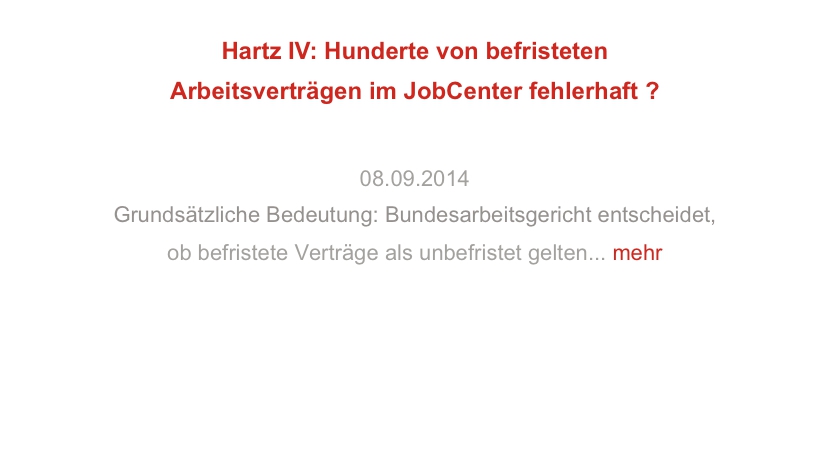 Hartz IV: Hunderte von befristeten
Arbeitsverträgen im JobCenter fehlerhaft ?
08.09.2014
Grundsätzliche Bedeutung: Bundesarbeitsgericht entscheidet,
ob befristete Verträge als unbefristet gelten... mehr